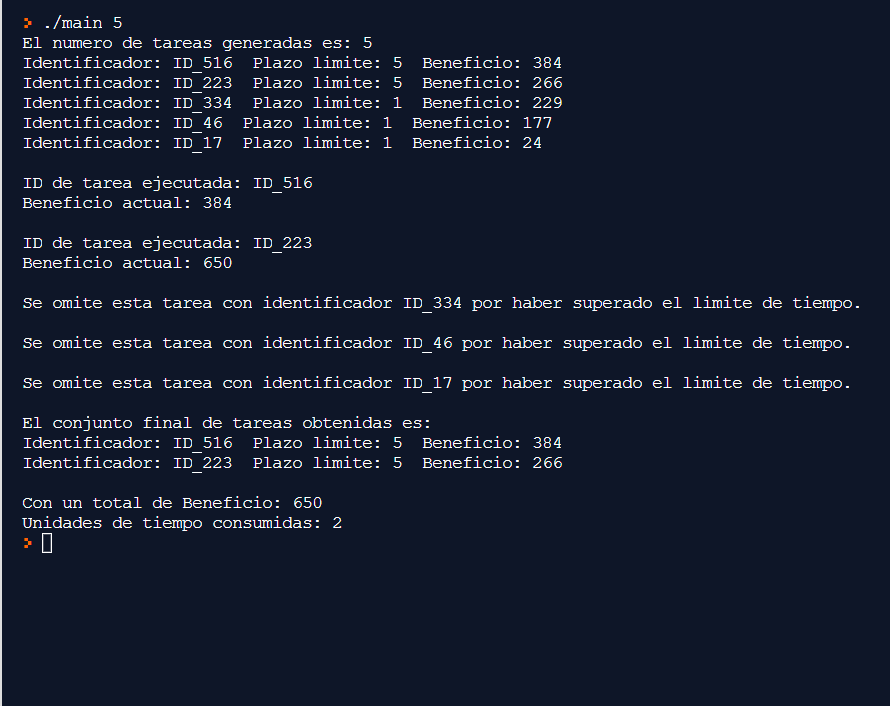 > ./main 5
El numero de tareas generadas es: 5
Identificador: ID_516  Plazo limite: 5  Beneficio: 384
Identificador: ID_223  Plazo limite: 5  Beneficio: 266
Identificador: ID_334  Plazo limite: 1  Beneficio: 229
Identificador: ID_46  Plazo limite: 1  Beneficio: 177
Identificador: ID_17  Plazo limite: 1  Beneficio: 24
ID de tarea ejecutada: ID_516
Beneficio actual: 384
ID de tarea ejecutada: ID_223
Beneficio actual: 650
Se omite esta tarea con identificador ID_334 por haber superado el limite de tiempo.
Se omite esta tarea con identificador ID_46 por haber superado el limite de tiempo.
Se omite esta tarea con identificador ID_17 por haber superado el limite de tiempo.
El conjunto final de tareas obtenidas es:
Identificador: ID_516  Plazo limite: 5  Beneficio: 384
Identificador: ID_223  Plazo limite: 5  Beneficio: 266
Con un total de Beneficio: 650
Unidades de tiempo consumidas: 2
>